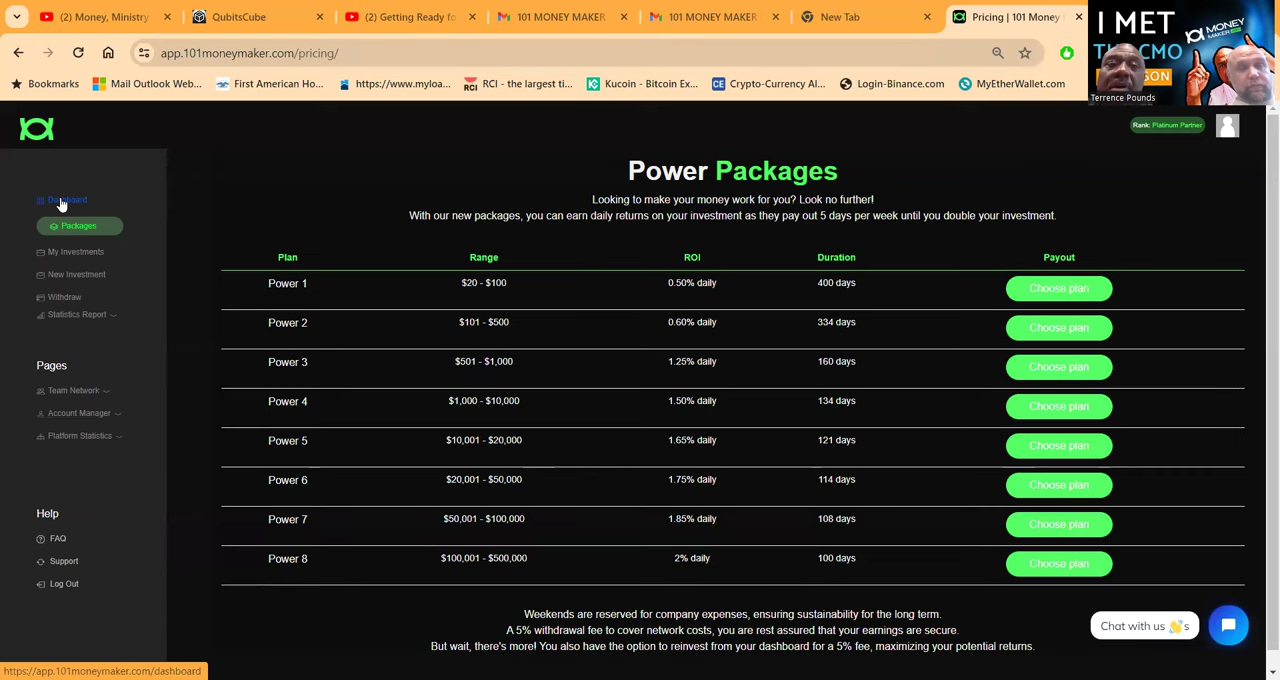 (2) Money, Ministry
QubitsCube
(2) Getting Ready fo
101 MONEY MAKER
101 MONEY MAKER
New Tab
Pricing | 101 Money
app.101moneymaker.com/pricing/
Bookmarks
Mail Outlook Web...
First American Ho...
https://www.myloa...
RCI - the largest ti...
Kucoin - Bitcoin Ex...
Crypto-Currency Al...
Login-Binance.com
MyEtherWallet.com
I MET
MONEY
MAKER
CMO
Terrence Pounds
Rank: Platinum Partner
Dashboard
Packages
My Investments
New Investment
Withdraw
Statistics Report
Pages
Team Network
Account Manager
Platform Statistics
Help
FAQ
Support
Log Out
Power Packages
Looking to make your money work for you? Look no further!
With our new packages, you can earn daily returns on your investment as they pay out 5 days per week until you double your investment.
Plan Range ROI Duration Payout
Power 1 $20 - $100 0.50% daily 400 days Choose plan
Power 2 $101 - $500 0.60% daily 334 days Choose plan
Power 3 $501 - $1,000 1.25% daily 160 days Choose plan
Power 4 $1,000 - $10,000 1.50% daily 134 days Choose plan
Power 5 $10,001 - $20,000 1.65% daily 121 days Choose plan
Power 6 $20,001 - $50,000 1.75% daily 114 days Choose plan
Power 7 $50,001 - $100,000 1.85% daily 108 days Choose plan
Power 8 $100,001 - $500,000 2% daily 100 days Choose plan
Weekends are reserved for company expenses, ensuring sustainability for the long term.
A 5% withdrawal fee to cover network costs, you are rest assured that your earnings are secure.
But wait, there's more! You also have the option to reinvest from your dashboard for a 5% fee, maximizing your potential returns.
Chat with us 👋's
https://app.101moneymaker.com/dashboard